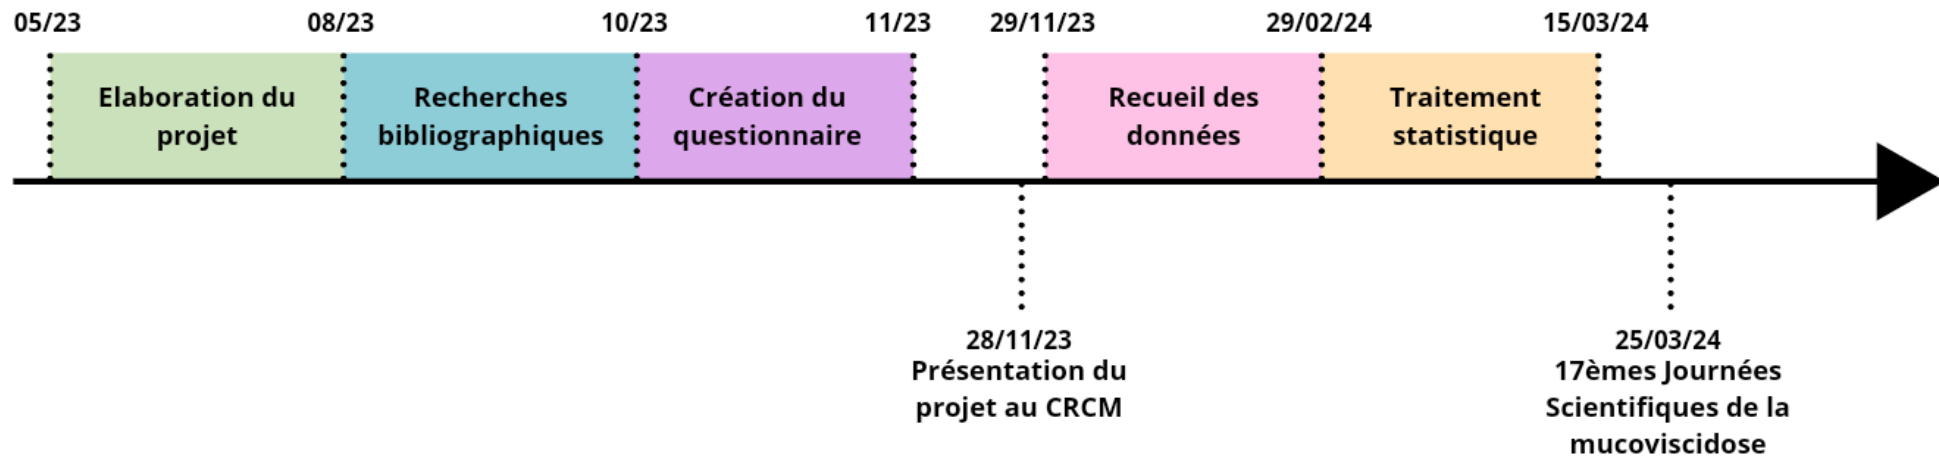 05/23
08/23
10/23
11/23
29/11/23
29/02/24
15/03/24
Elaboration du
projet
Recherches
bibliographiques
Création du
questionnaire
Recueil des
données
Traitement
statistique
28/11/23
Présentation du
projet au CRCM
25/03/24
17èmes Journées
Scientifiques de la
mucoviscidose